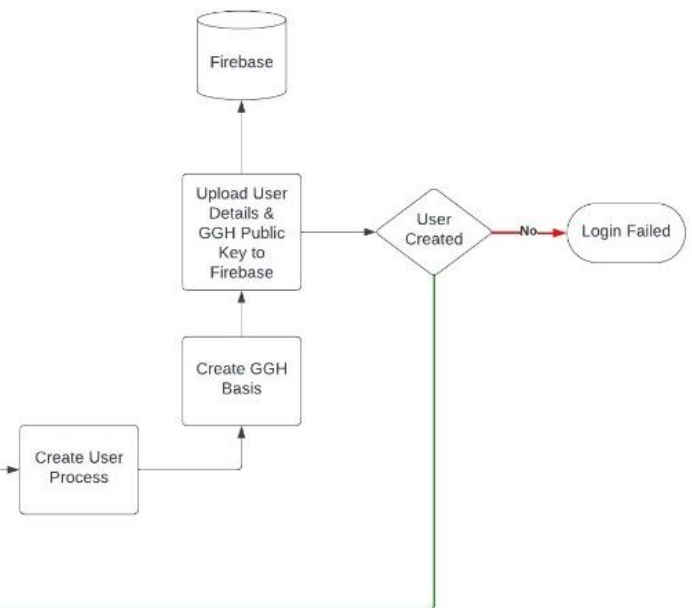 Firebase
Upload User
Details &
GGH Public
Key to
Firebase
User
Created
No
Login Failed
Create GGH
Basis
Create User
Process